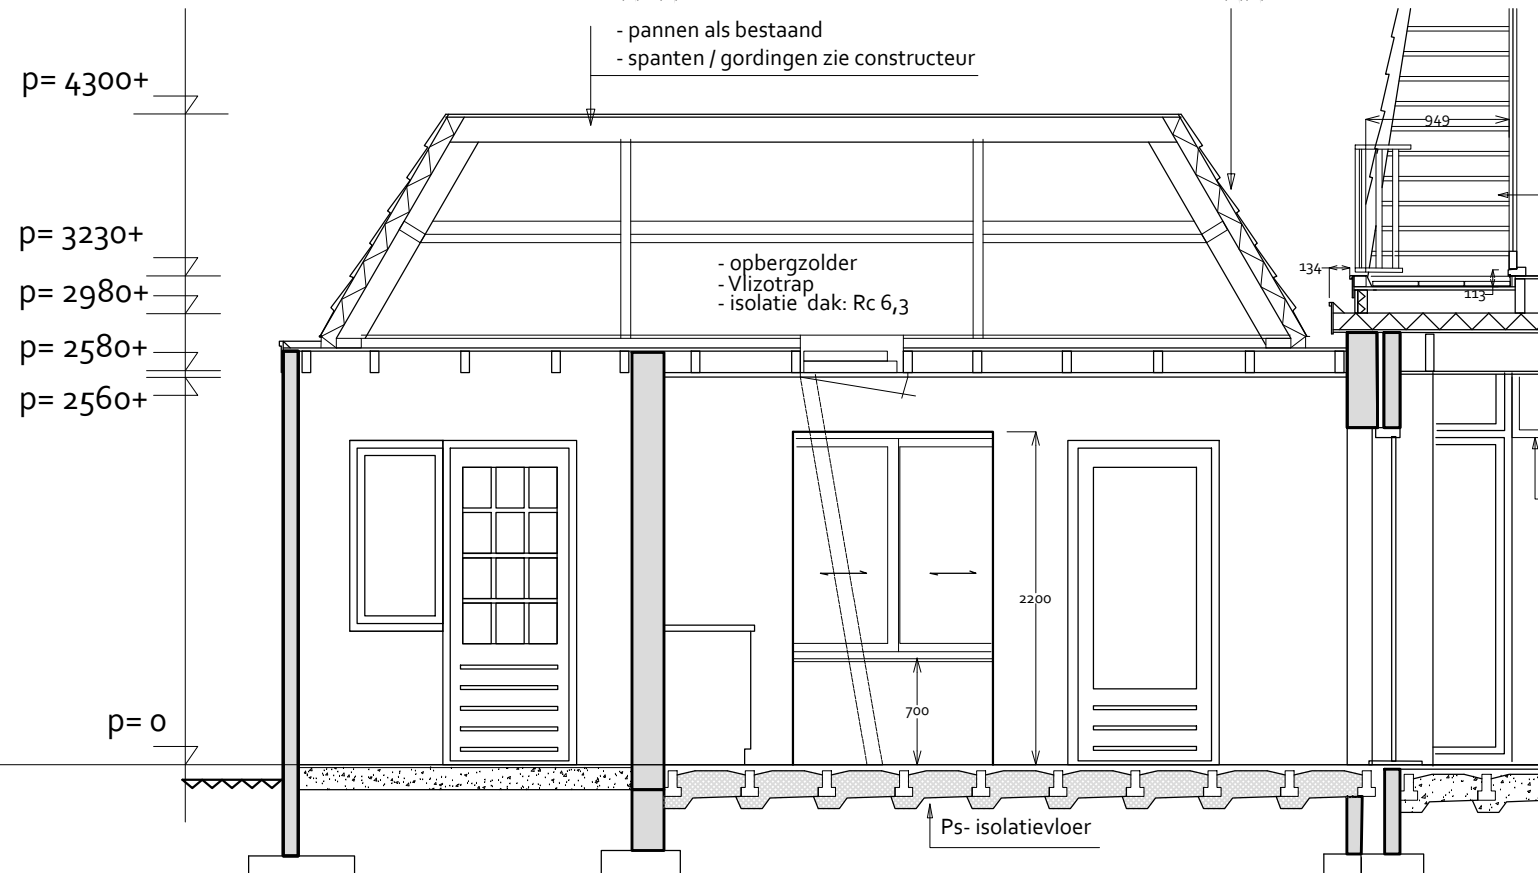 - pannen als bestaand
- spanten / gordingen zie constructeur
p= 4300+
949
p= 3230+
- opbergzolder
- Vlizotrap
- isolatie dak: Rc 6,3
134
113
p= 2980+
p= 2580+
p= 2560+
2200
700
p= 0
Ps- isolatievloer